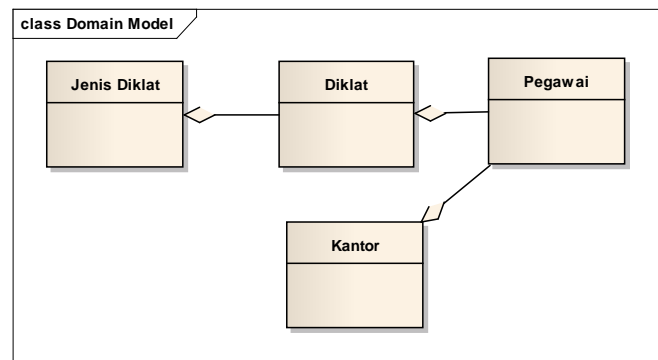 class Domain Model
Jenis Diklat
Diklat
Pegawai
Kantor